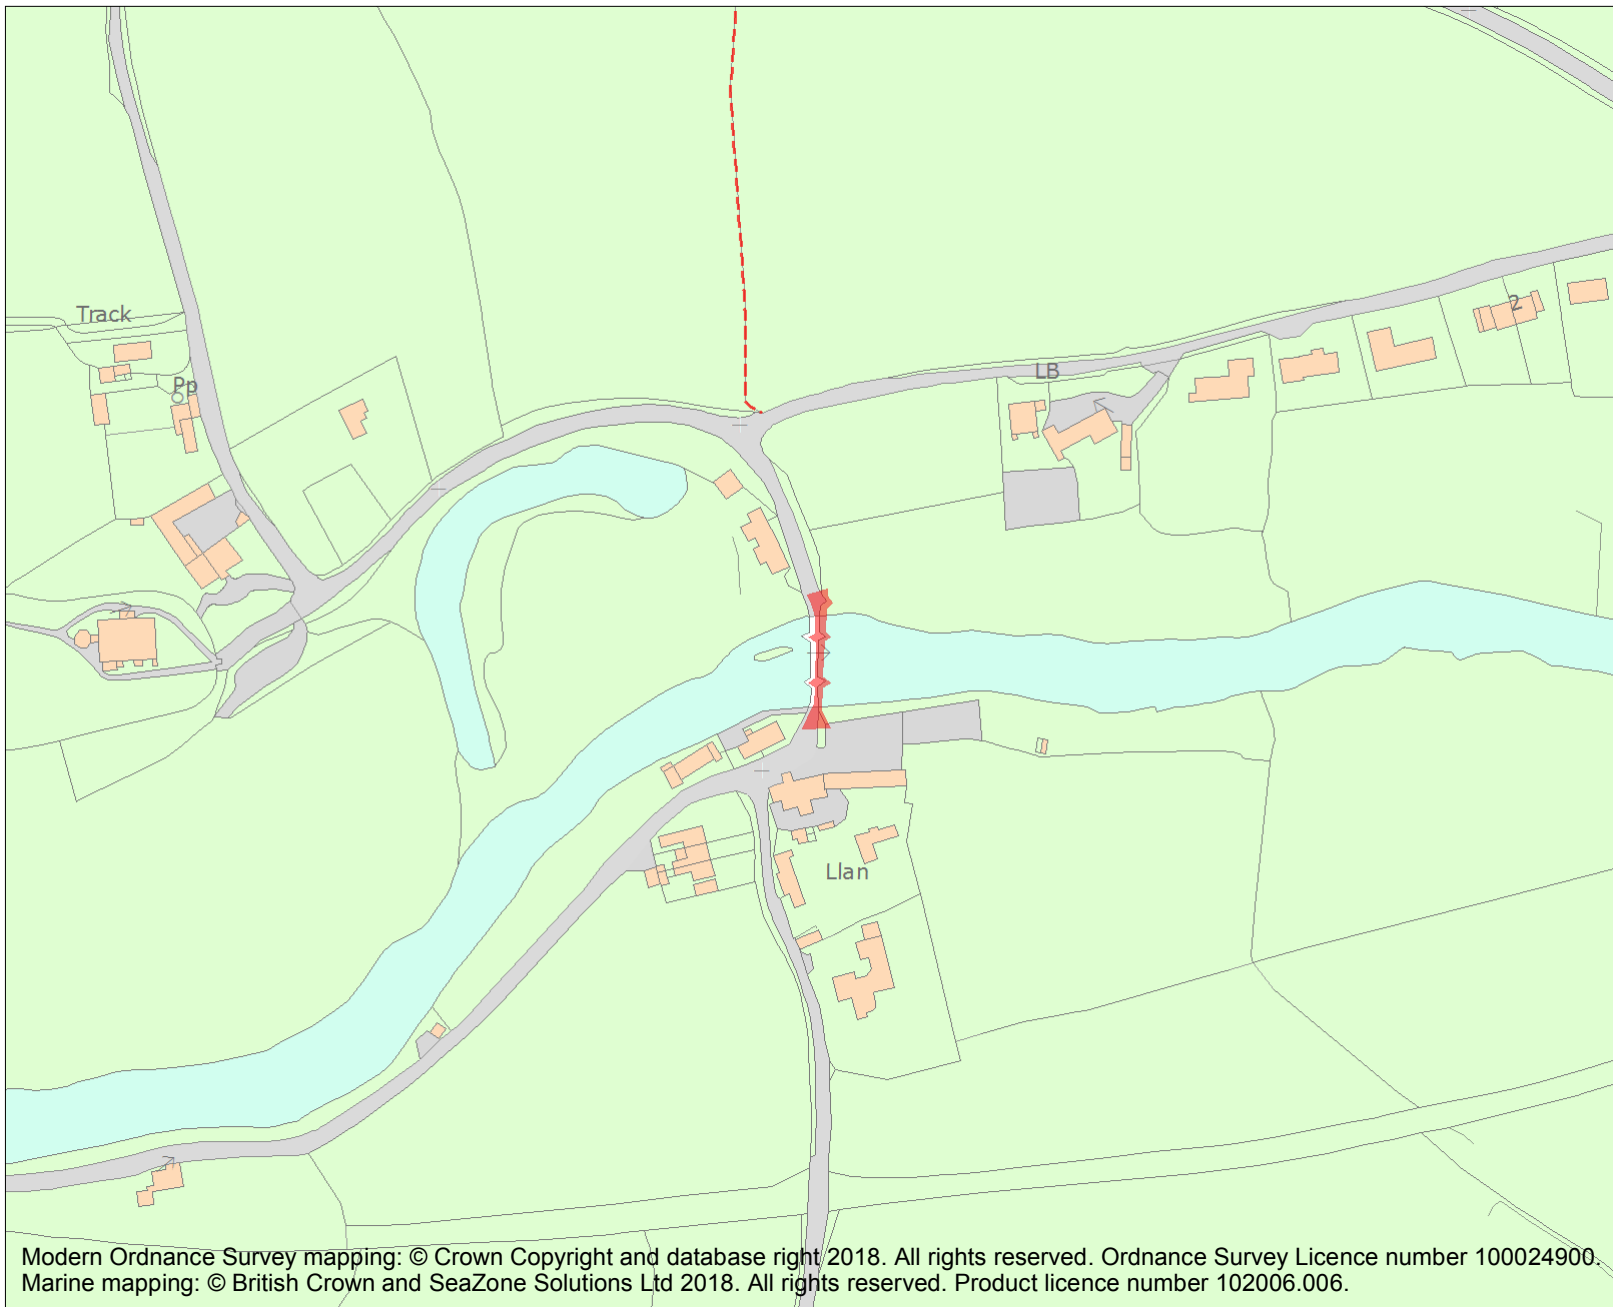 Track
Pp
LB
2
Llan
Modern Ordnance Survey mapping: © Crown Copyright and database right 2018. All rights reserved. Ordnance Survey Licence number 100024900.
Marine mapping: © British Crown and SeaZone Solutions Ltd 2018. All rights reserved. Product licence number 102006.006.